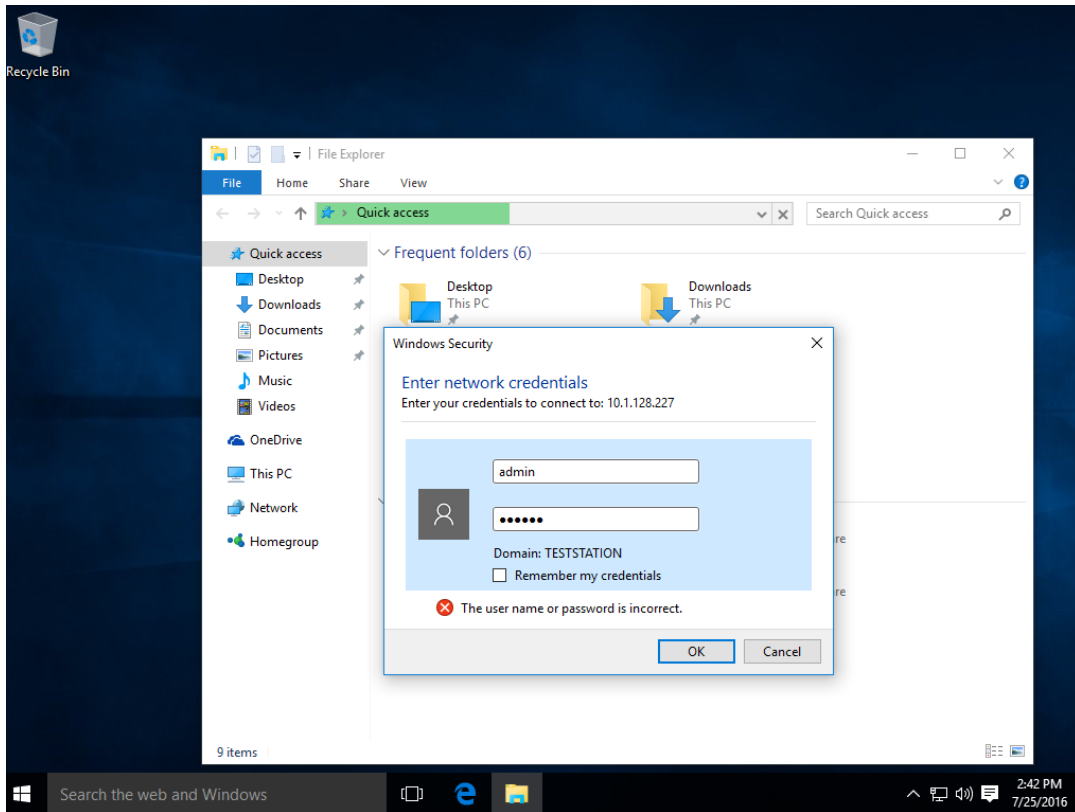 Recycle Bin
File Explorer
File Home Share View
Quick access
Search Quick access
Quick access
Desktop
Downloads
Documents
Pictures
Music
Videos
OneDrive
This PC
Network
Homegroup
Frequent folders (6)
Desktop
This PC
Downloads
This PC
re
re
Windows Security
Enter network credentials
Enter your credentials to connect to: 10.1.128.227
admin
••••••
Domain: TESTSTATION
Remember my credentials
The user name or password is incorrect.
OK Cancel
9 items
Search the web and Windows
2:42 PM
7/25/2016